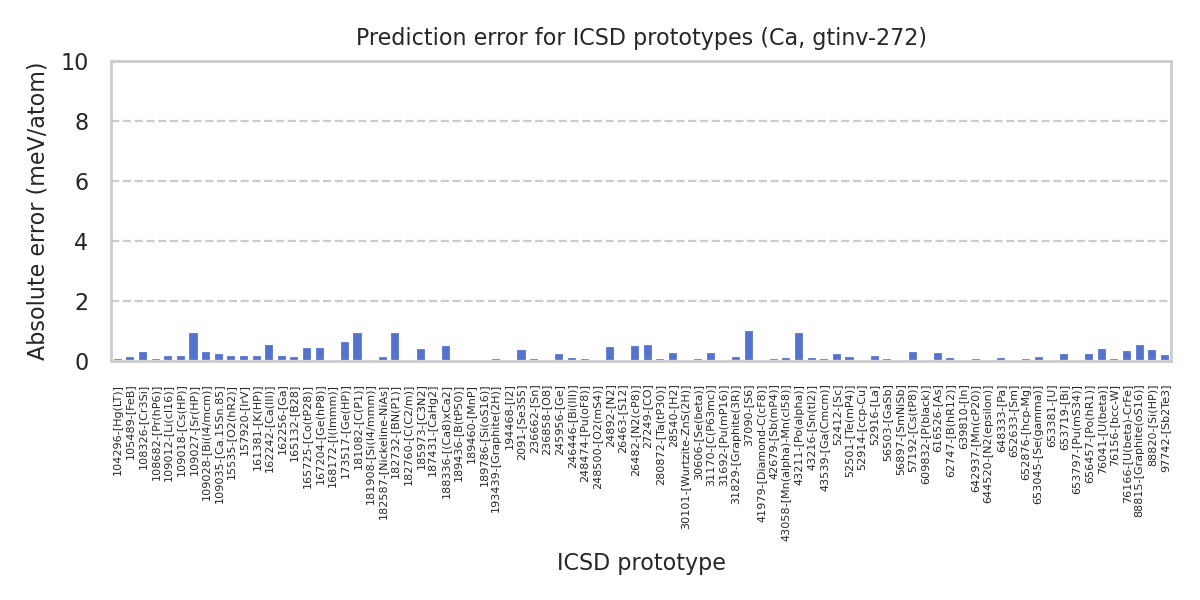 Prediction error for ICSD prototypes (Ca, gtinv-272)
Absolute error (meV/atom)
10
8
6
4
2
0
104296-[Hg(LT)]
105489-[FeB]
108326-[Cr3Si]
108682-[Pr(hP6)]
109012-[Li(cI16)]
109018-[Cs(HP)]
109027-[Sr(HP)]
109028-[Bi(I4/mcm)]
109035-[Ca.15Sn.85]
15535-[O2(hR2)]
157920-[IrV]
161381-[K(HP)]
162242-[Ca(III)]
162256-[Ga]
165132-[B28]
165725-[Co(tP28)]
167204-[Ge(hP8)]
168172-[I(Immm)]
173517-[Ge(HP)]
181082-[C(P1)]
181908-[Si(I4/mmm)]
182587-[Nickeline-NiAs]
182732-[BN(P1)]
182760-[C(C2/m)]
185973-[C3N2]
187431-[CaHg2]
188336-[(Ca8)xCa2]
189436-[B(tP50)]
189460-[MnP]
189786-[Si(oS16)]
193439-[Graphite(2H)]
194468-[I2]
2091-[Se3S5]
236662-[Sn]
236858-[O8]
245956-[Ge]
246446-[Bi(III)]
248474-[Pu(oF8)]
248500-[O2(mS4)]
24892-[N2]
26463-[S12]
26482-[N2(cP8)]
272249-[CO]
280872-[Ta(tP30)]
28540-[H2]
30101-[Wurtzite-ZnS(2H)]
30606-[Se(beta)]
31170-[C(P63mc)]
31692-[Pu(mP16)]
31829-[Graphite(3R)]
37090-[S6]
41979-[Diamond-C(cF8)]
42679-[Sb(mP4)]
43058-[Mn(alpha)-Mn(cI58)]
43211-[Po(alpha)]
43216-[Sn(tI4)]
43539-[Ga(Cmcm)]
52412-[Sc]
52501-[Te(mP4)]
52914-[ccp-Cu]
52916-[La]
56503-[GaSb]
56897-[SmNiSb]
57192-[Cs(tP8)]
609832-[P(black)]
616526-[As]
62747-[B(hR12)]
639810-[In]
642937-[Mn(cP20)]
644520-[N2(epsilon)]
648333-[Pa]
652633-[Sm]
652876-[hcp-Mg]
653045-[Se(gamma)]
653381-[U]
653719-[I]
653797-[Pu(mS34)]
656457-[Po(hR1)]
76041-[U(beta)]
76156-[bcc-W]
76166-[U(beta)-CrFe]
88815-[Graphite(oS16)]
88820-[Si(HP)]
97742-[Sb2Te3]
ICSD prototype